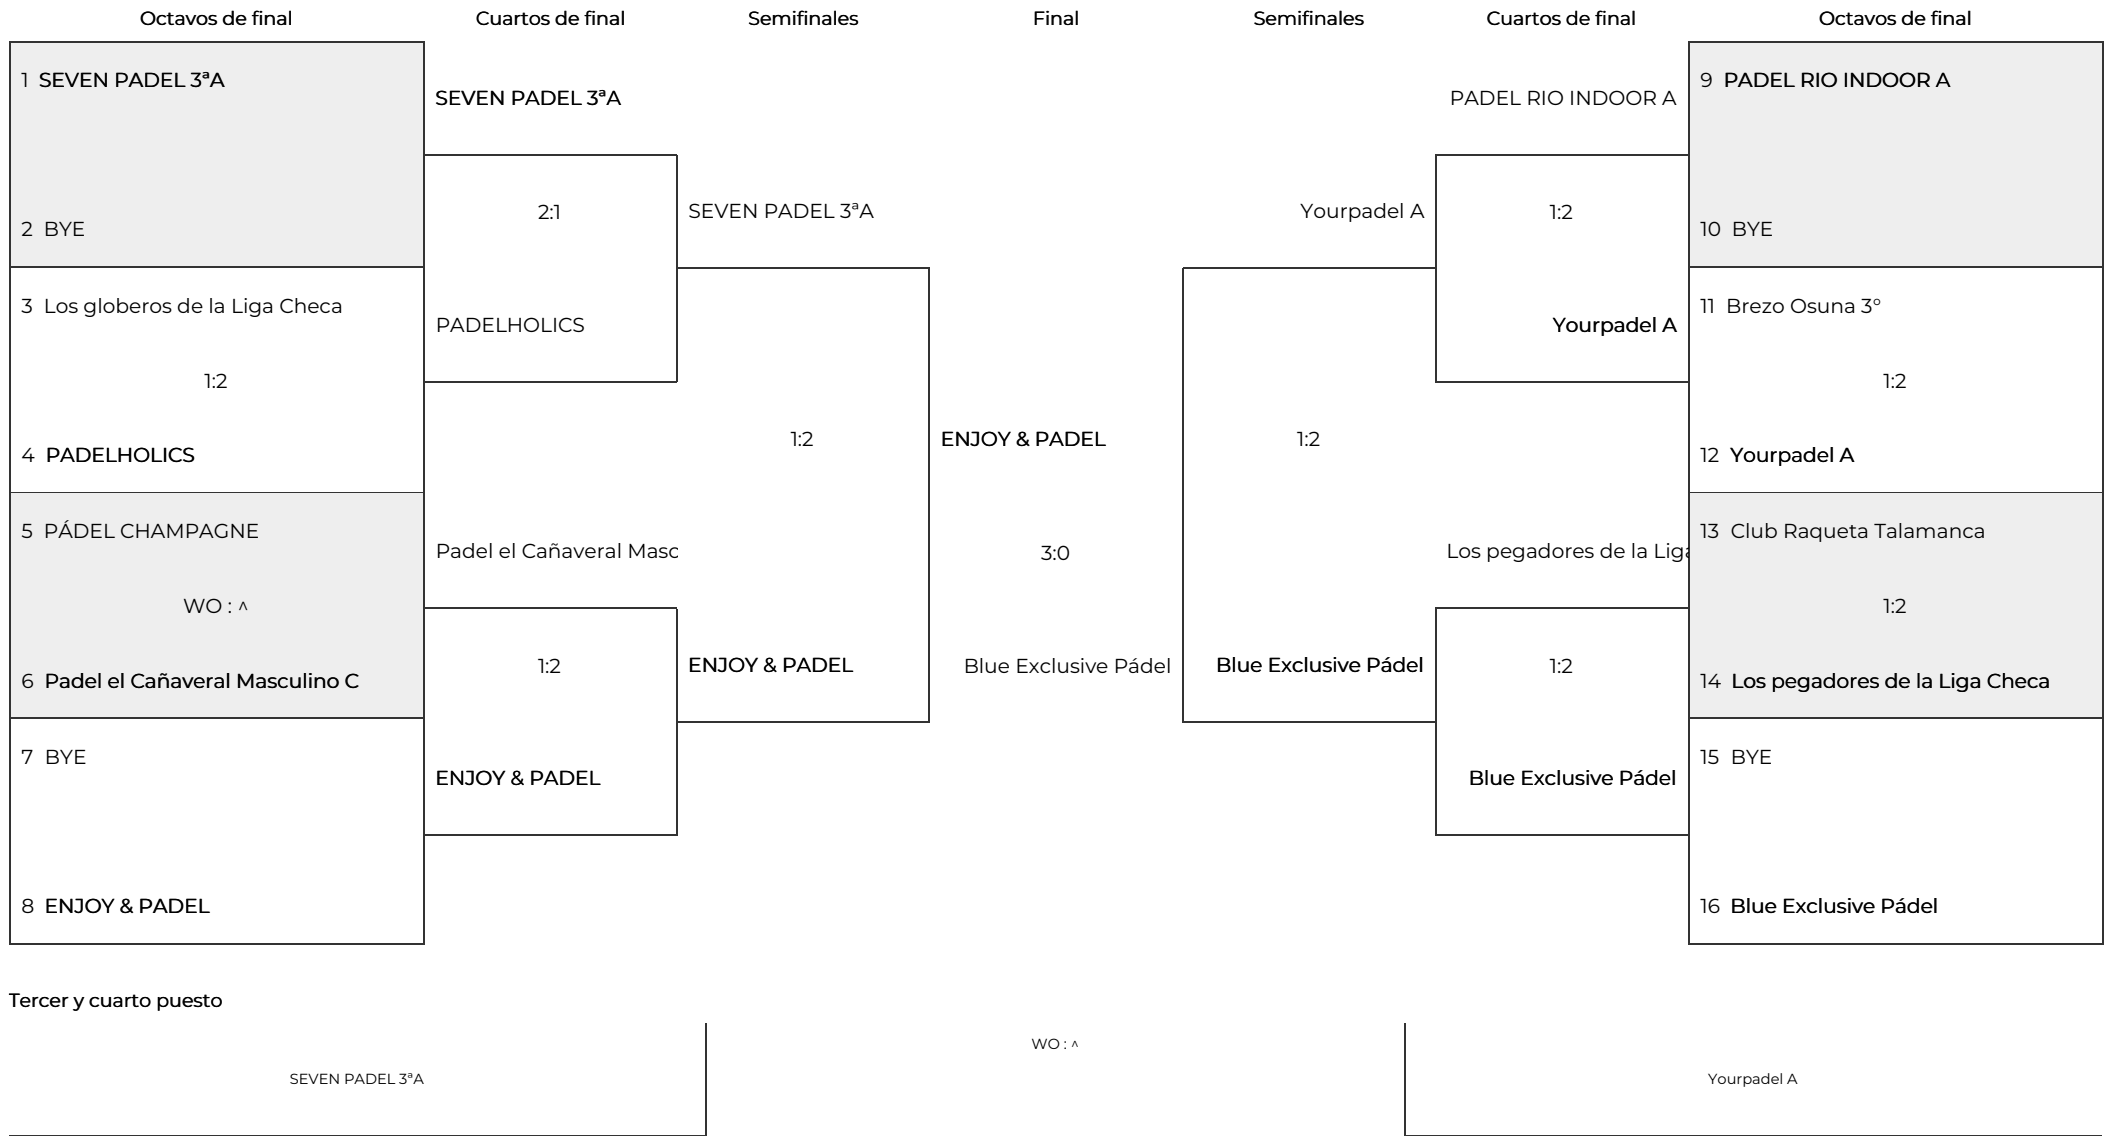 Octavos de final
Cuartos de final
Semifinales
Final
Semifinales
Cuartos de final
Octavos de final
1 SEVEN PADEL 3ªA
2 BYE
3 Los globeros de la Liga Checa
1:2
4 PADELHOLICS
5 PÁDEL CHAMPAGNE
WO : ^
6 Padel el Cañaveral Masculino C
7 BYE
8 ENJOY & PADEL
SEVEN PADEL 3ªA
2:1
PADELHOLICS
Padel el Cañaveral Masc
1:2
ENJOY & PADEL
SEVEN PADEL 3ªA
1:2
ENJOY & PADEL
ENJOY & PADEL
3:0
Blue Exclusive Pádel
Yourpadel A
1:2
Blue Exclusive Pádel
PADEL RIO INDOOR A
1:2
Yourpadel A
Los pegadores de la Liga
1:2
Blue Exclusive Pádel
9 PADEL RIO INDOOR A
10 BYE
11 Brezo Osuna 3º
1:2
12 Yourpadel A
13 Club Raqueta Talamanca
1:2
14 Los pegadores de la Liga Checa
15 BYE
16 Blue Exclusive Pádel
Tercer y cuarto puesto
SEVEN PADEL 3ªA
WO : ^
Yourpadel A